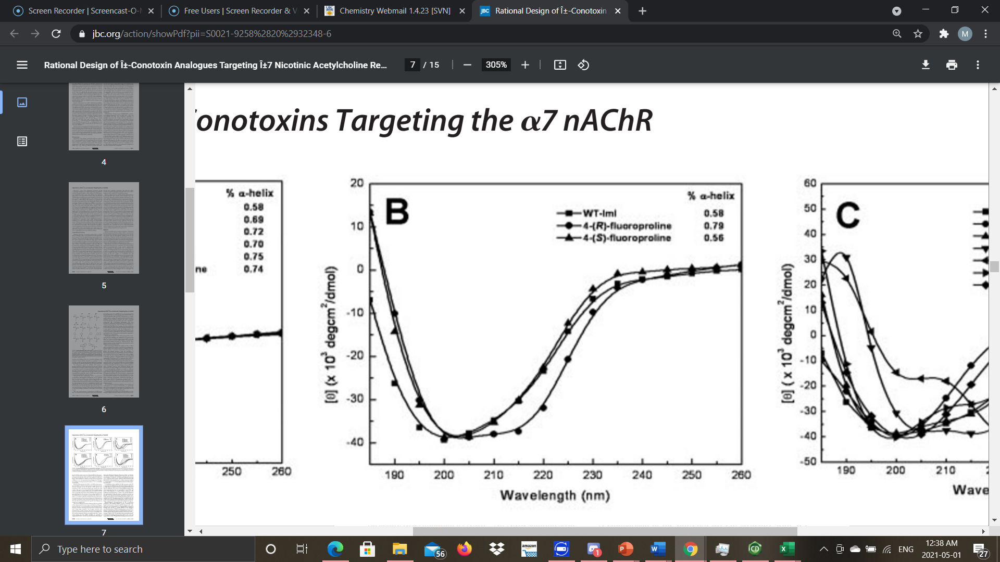 Screen Recorder | Screencast-O-M
Free Users | Screen Recorder & V
Chemistry Webmail 1.4.23 [SVN]
JBC
Rational Design of Î±-Conotoxin
jbc.org/action/showPdf?pii=S0021-9258%2820%2932348-6
M
Rational Design of Î±-Conotoxin Analogues Targeting Î±7 Nicotinic Acetylcholine Re...
7 / 15
305%
4
5
6
7
onotoxins Targeting the α7 nAChR
% α-helix
0.58
0.69
0.72
0.70
0.75
ne 0.74
250 260
B
% α-helix
WT-ImI 0.58
4-(R)-fluoroproline 0.79
4-(S)-fluoroproline 0.56
20
10
0
-10
-20
-30
-40
[θ] (x 10³ degcm²/dmol)
190 200 210 220 230 240 250 260
Wavelength (nm)
C
60
50
40
30
20
10
0
-10
-20
-30
-40
-50
[θ] ( x 10³ degcm²/dmol)
190 200 210
Wave
Type here to search
56
amazon
1
P
W
CD
X
ENG
12:38 AM
2021-05-01
27